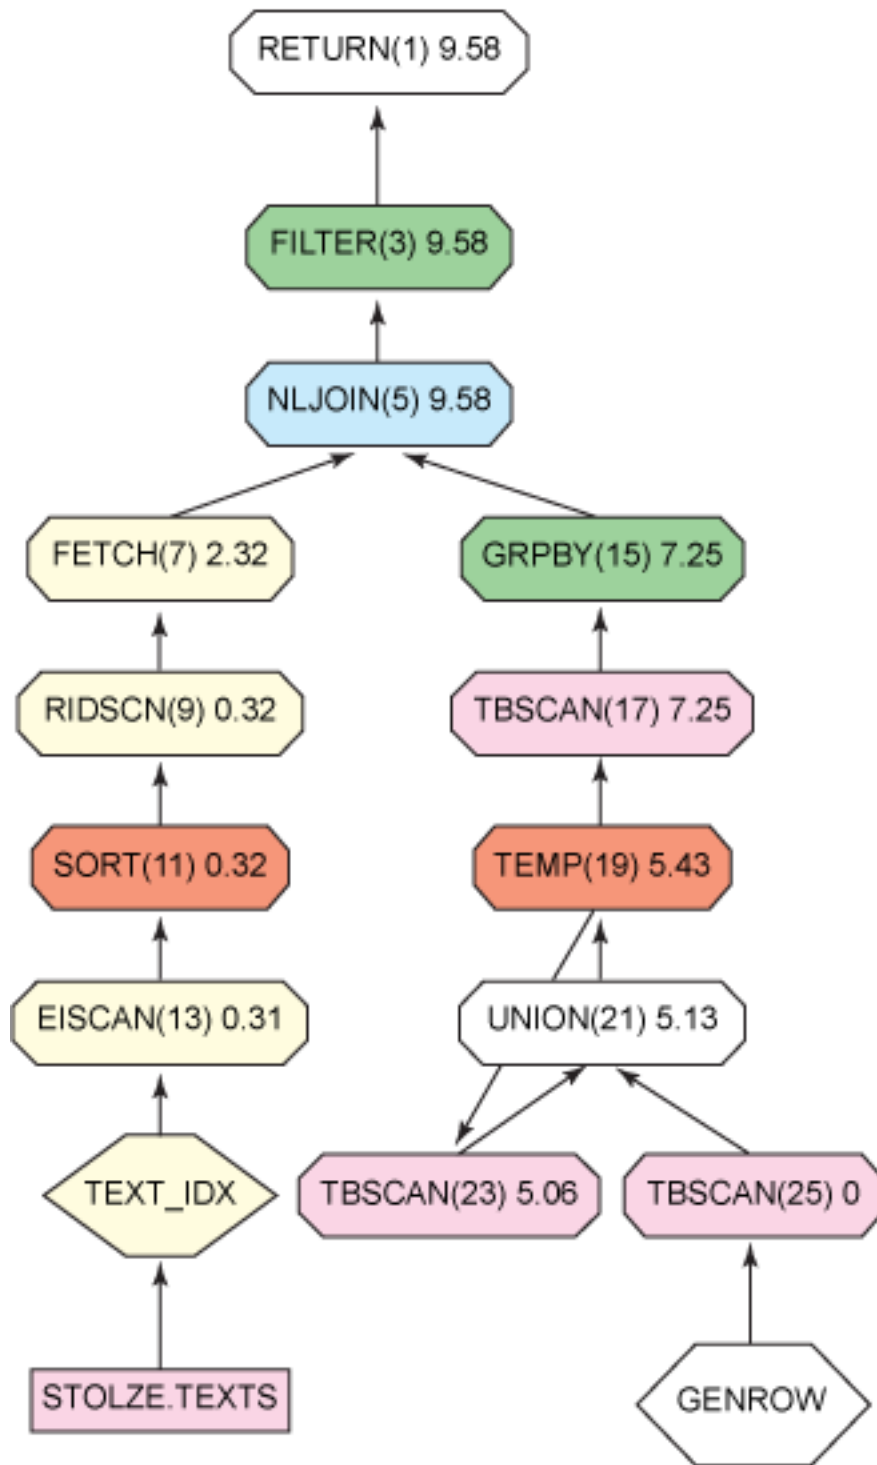 RETURN(1) 9.58
FILTER(3) 9.58
NLJOIN(5) 9.58
FETCH(7) 2.32
GRPBY(15) 7.25
RIDSCN(9) 0.32
TBSCAN(17) 7.25
SORT(11) 0.32
TEMP(19) 5.43
EISCAN(13) 0.31
UNION(21) 5.13
TEXT_IDX
TBSCAN(23) 5.06
TBSCAN(25) 0
STOLZE.TEXTS
GENROW